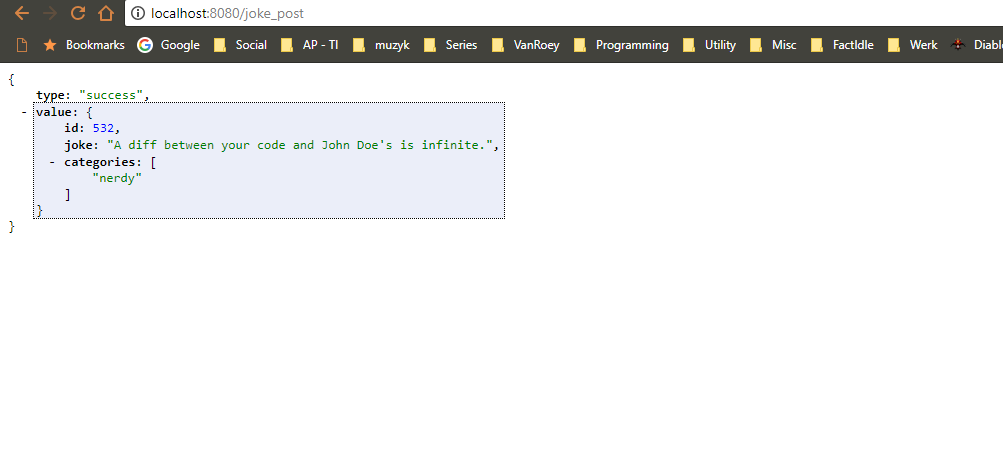 localhost:8080/joke_post
Bookmarks Google Social AP - TI muzyk Series VanRoey Programming Utility Misc FactIdle Werk Diabl
{
type: "success",
- value: {
id: 532,
joke: "A diff between your code and John Doe's is infinite.",
- categories: [
"nerdy"
]
}
}